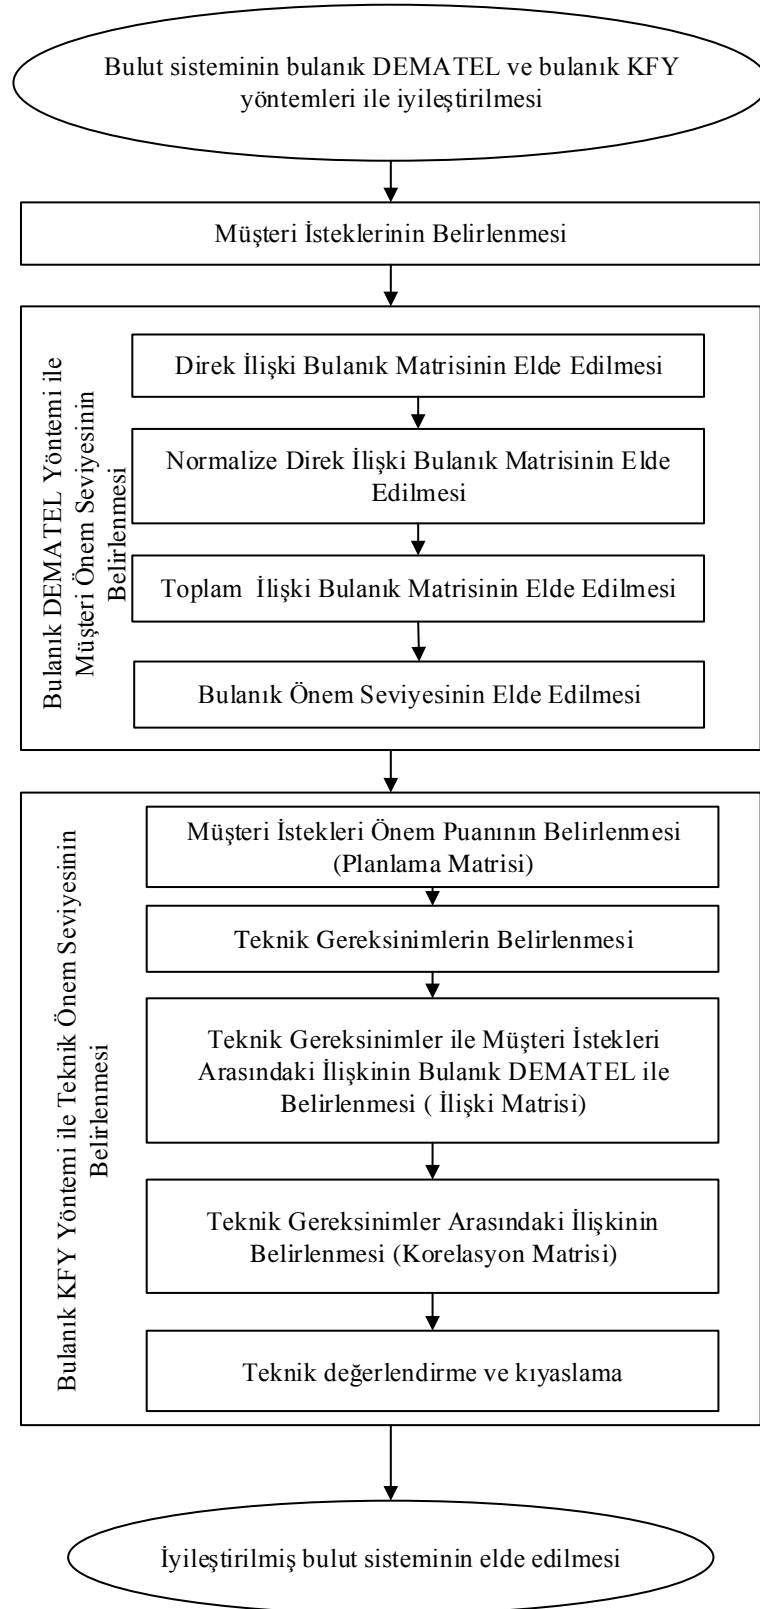 Bulut sisteminin bulanık DEMATEL ve bulanık KFY
yöntemleri ile iyileştirilmesi
Müşteri İsteklerinin Belirlenmesi
Bulanık DEMATEL Yöntemi ile
Müşteri Önem Seviyesinin
Belirlenmesi
Direk İlişki Bulanık Matrisinin Elde Edilmesi
Normalize Direk İlişki Bulanık Matrisinin Elde
Edilmesi
Toplam İlişki Bulanık Matrisinin Elde Edilmesi
Bulanık Önem Seviyesinin Elde Edilmesi
Bulanık KFY Yöntemi ile Teknik Önem Seviyesinin
Belirlenmesi
Müşteri İstekleri Önem Puanının Belirlenmesi
(Planlama Matrisi)
Teknik Gereksinimlerin Belirlenmesi
Teknik Gereksinimler ile Müşteri İstekleri
Arasındaki İlişkinin Bulanık DEMATEL ile
Belirlenmesi ( İlişki Matrisi)
Teknik Gereksinimler Arasındaki İlişkinin
Belirlenmesi (Korelasyon Matrisi)
Teknik değerlendirme ve kıyaslama
İyileştirilmiş bulut sisteminin elde edilmesi